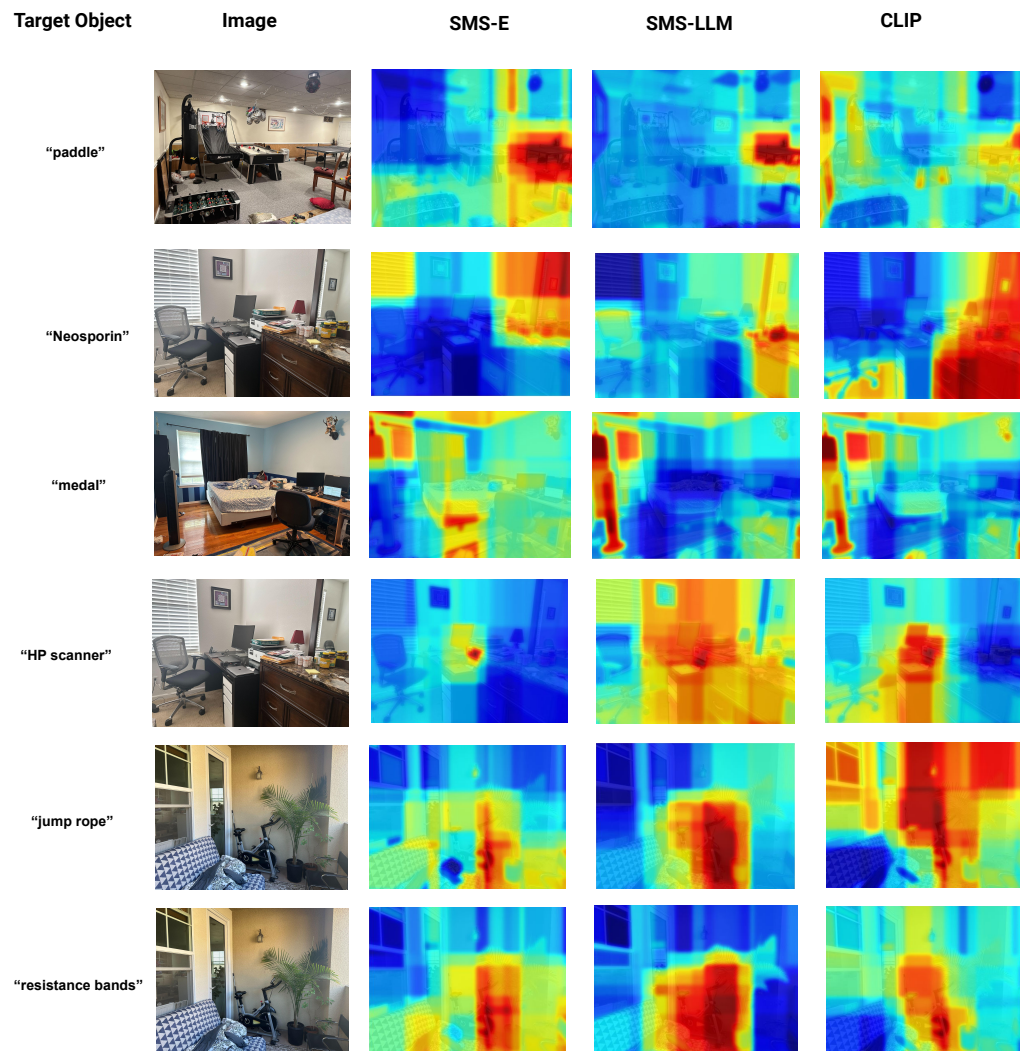 Target Object Image SMS-E SMS-LLM CLIP
“paddle”
“Neosporin”
“medal”
“HP scanner”
“jump rope”
“resistance bands”